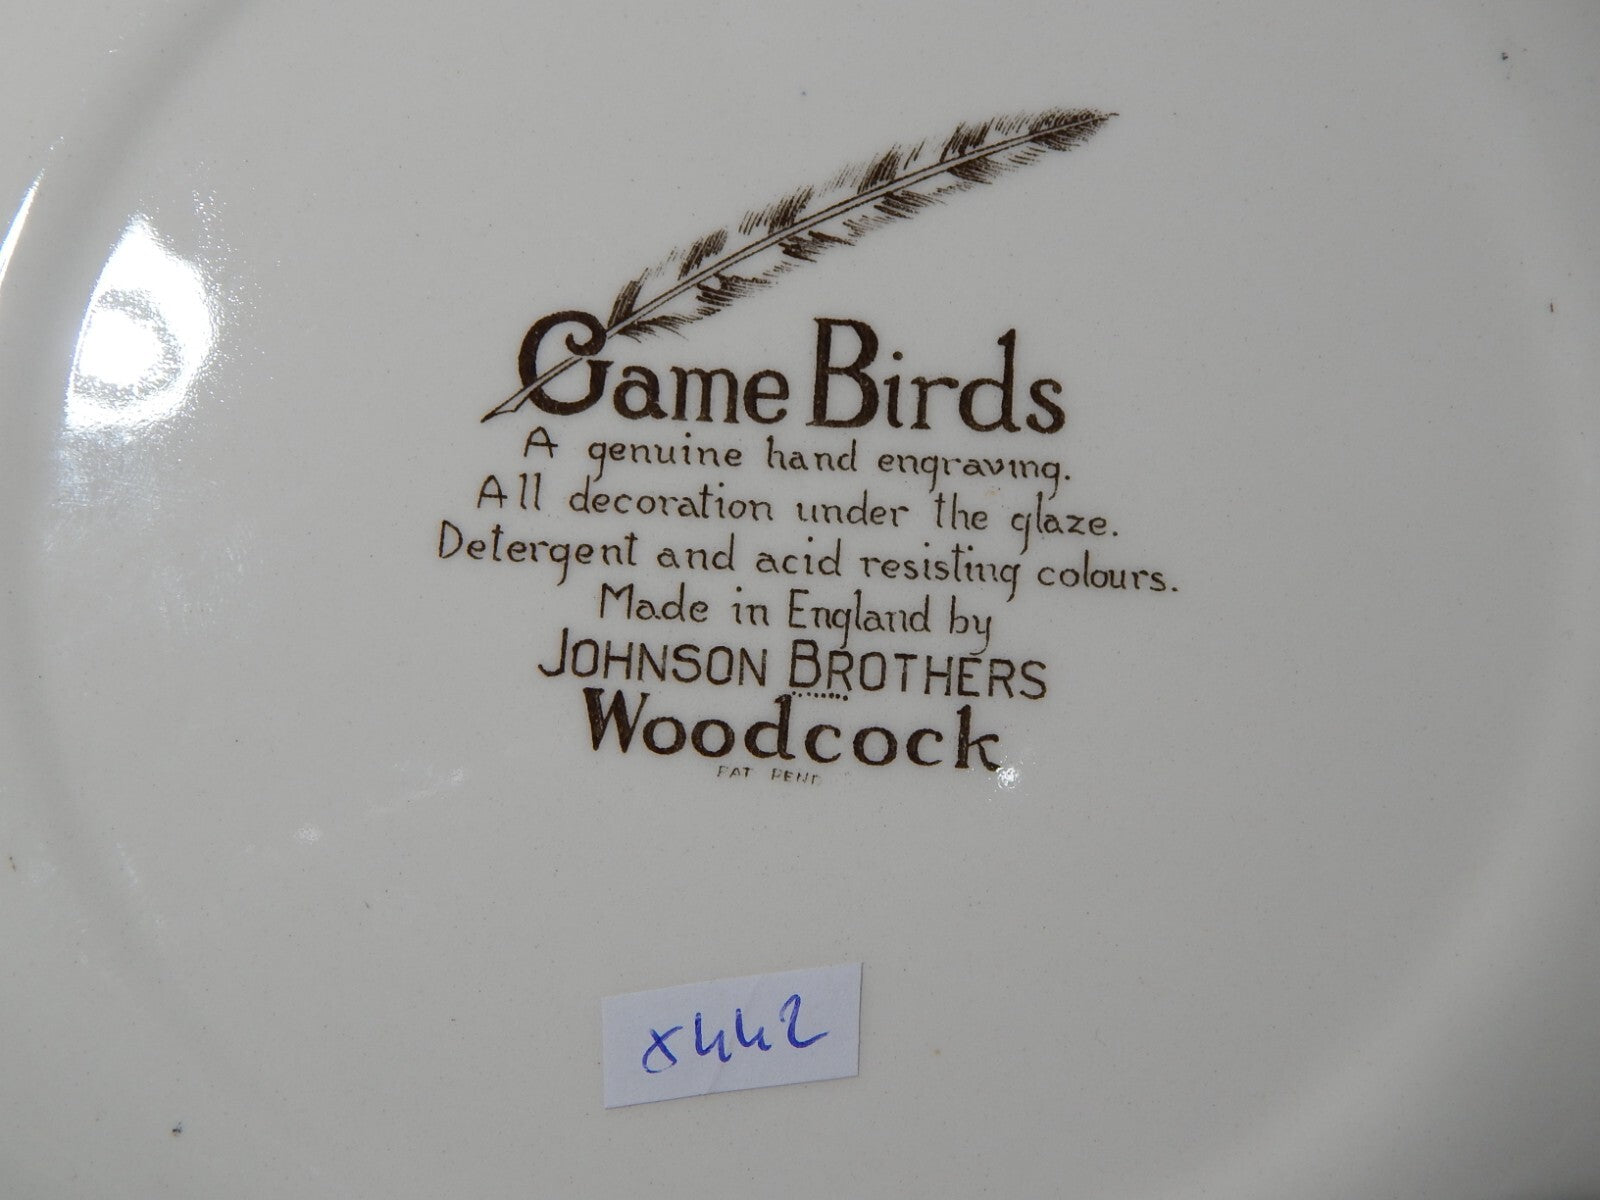 Game Birds
A genuine hand engraving.
All decoration under the glaze.
Detergent and acid resisting colours.
Made in England by
JOHNSON BROTHERS
Woodcock
PAT PEND
8442